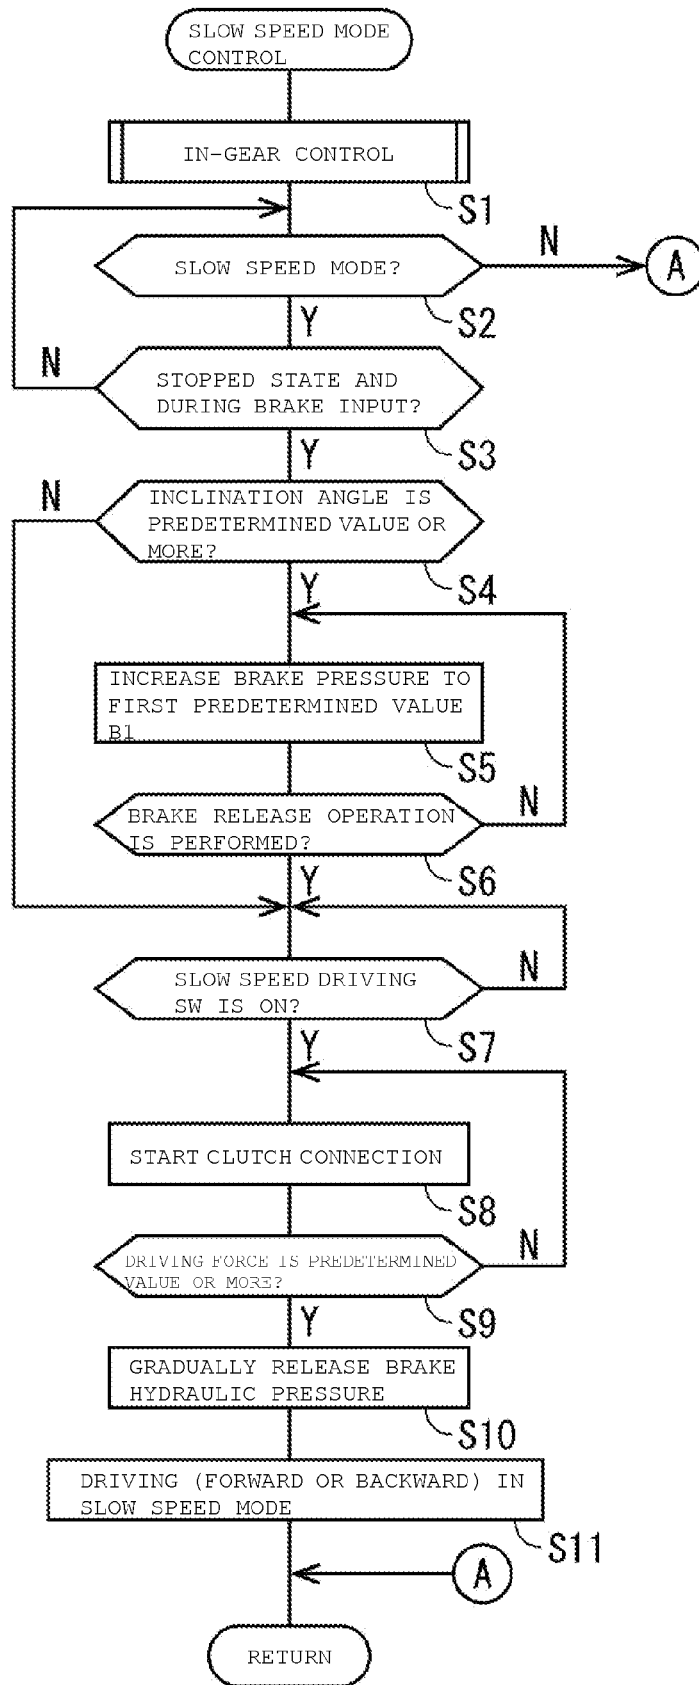 SLOW SPEED MODE
CONTROL
IN-GEAR CONTROL
S1
SLOW SPEED MODE?
N
A
S2
Y
N
STOPPED STATE AND
DURING BRAKE INPUT?
S3
Y
N
INCLINATION ANGLE IS
PREDETERMINED VALUE OR
MORE?
S4
Y
INCREASE BRAKE PRESSURE TO
FIRST PREDETERMINED VALUE
B1
S5
BRAKE RELEASE OPERATION
IS PERFORMED?
N
S6
Y
SLOW SPEED DRIVING
SW IS ON?
N
S7
Y
START CLUTCH CONNECTION
S8
DRIVING FORCE IS PREDETERMINED
VALUE OR MORE?
N
S9
Y
GRADUALLY RELEASE BRAKE
HYDRAULIC PRESSURE
S10
DRIVING (FORWARD OR BACKWARD) IN
SLOW SPEED MODE
S11
A
RETURN